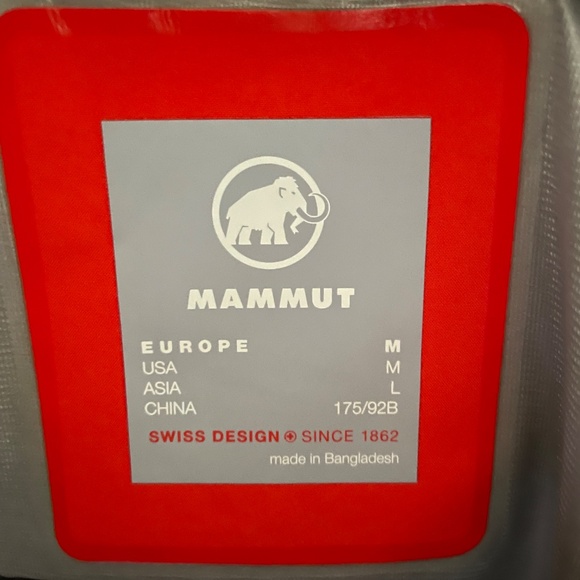 MAMMUT
EUROPE M
USA M
ASIA L
CHINA 175/92B
SWISS DESIGN SINCE 1862
made in Bangladesh